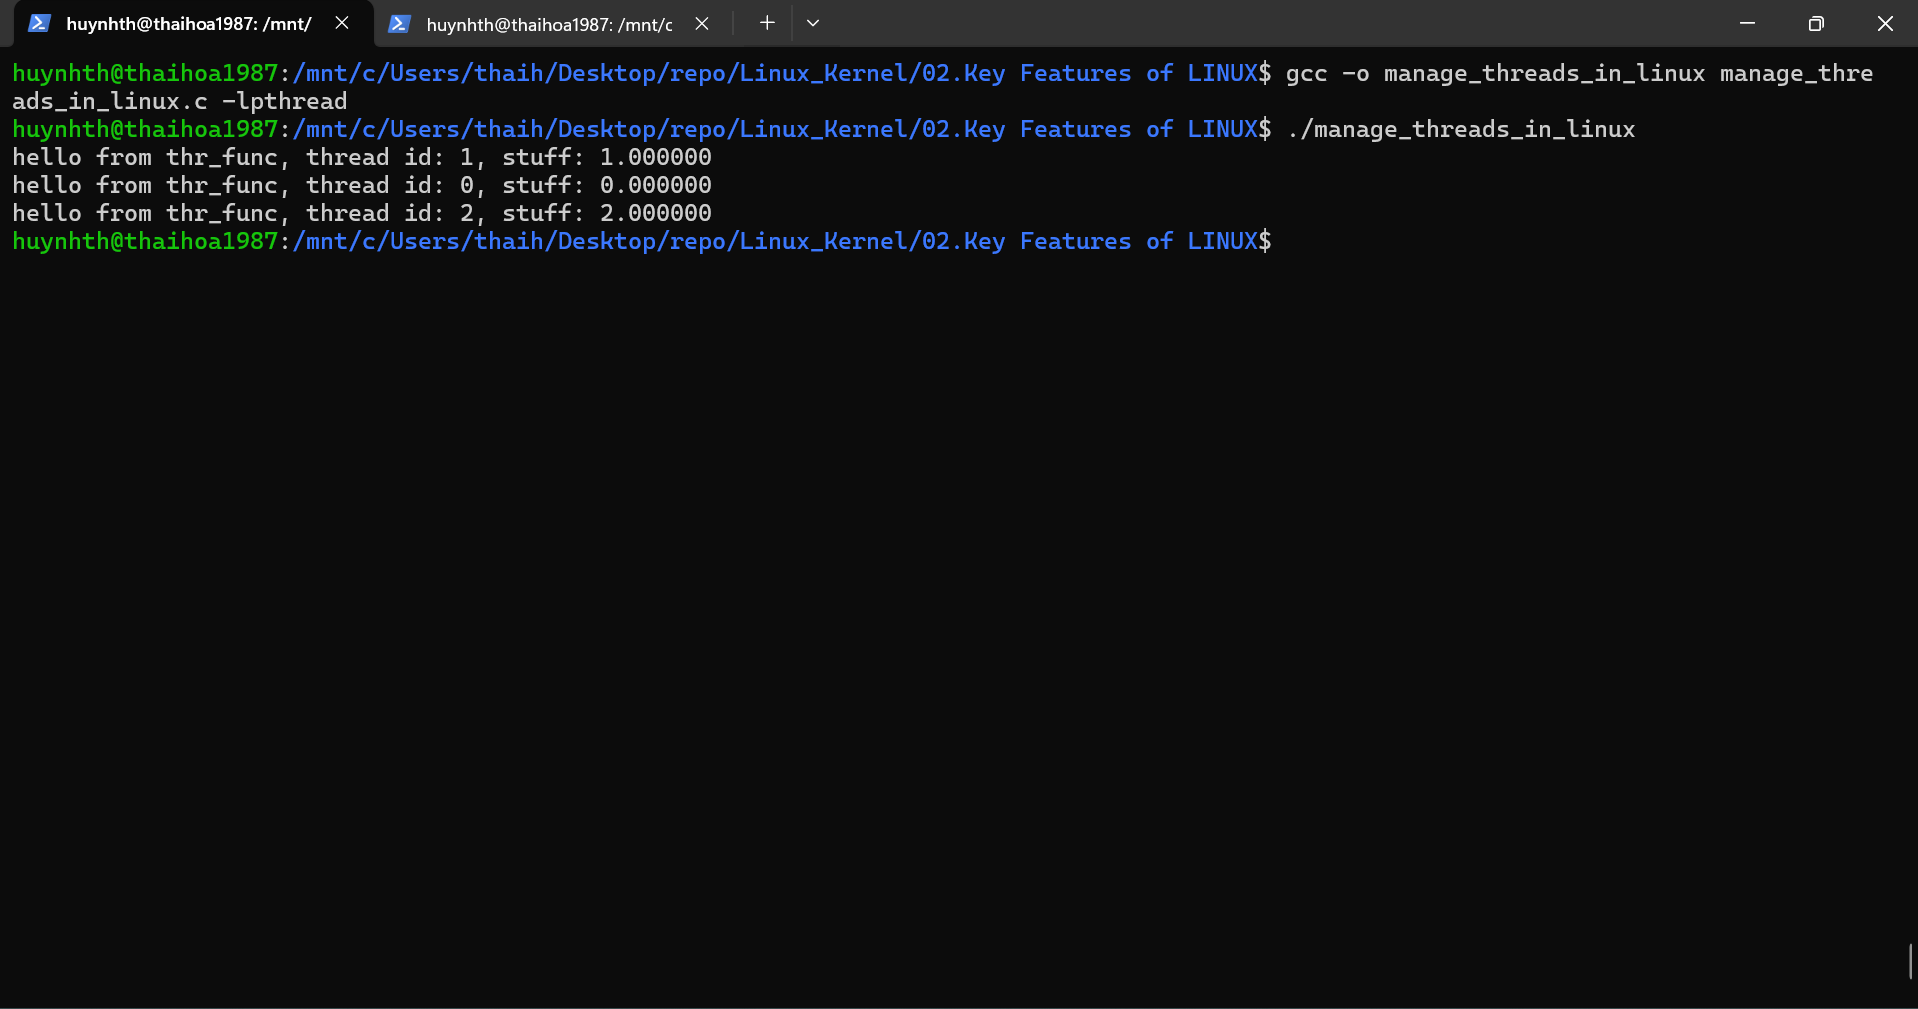 huynhth@thaihoa1987: /mnt/
huynhth@thaihoa1987: /mnt/c
huynhth@thaihoa1987:/mnt/c/Users/thaih/Desktop/repo/Linux_Kernel/02.Key Features of LINUX$ gcc -o manage_threads_in_linux manage_thre
ads_in_linux.c -lpthread
huynhth@thaihoa1987:/mnt/c/Users/thaih/Desktop/repo/Linux_Kernel/02.Key Features of LINUX$ ./manage_threads_in_linux
hello from thr_func, thread id: 1, stuff: 1.000000
hello from thr_func, thread id: 0, stuff: 0.000000
hello from thr_func, thread id: 2, stuff: 2.000000
huynhth@thaihoa1987:/mnt/c/Users/thaih/Desktop/repo/Linux_Kernel/02.Key Features of LINUX$